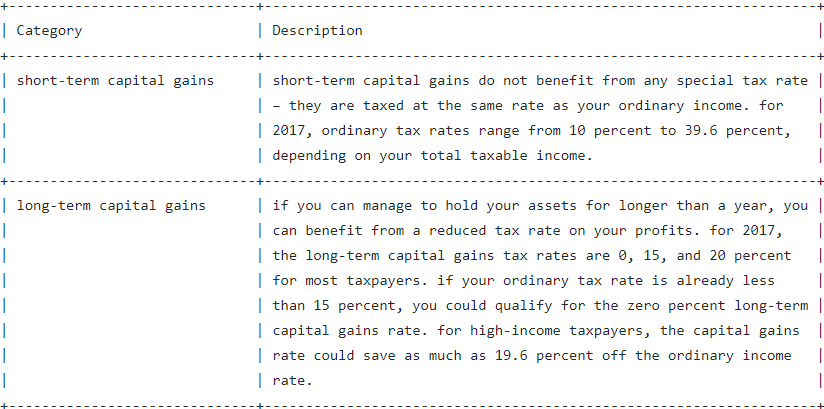 Category Description
short-term capital gains short-term capital gains do not benefit from any special tax rate
– they are taxed at the same rate as your ordinary income. for
2017, ordinary tax rates range from 10 percent to 39.6 percent,
depending on your total taxable income.
long-term capital gains if you can manage to hold your assets for longer than a year, you
can benefit from a reduced tax rate on your profits. for 2017,
the long-term capital gains tax rates are 0, 15, and 20 percent
for most taxpayers. if your ordinary tax rate is already less
than 15 percent, you could qualify for the zero percent long-term
capital gains rate. for high-income taxpayers, the capital gains
rate could save as much as 19.6 percent off the ordinary income
rate.